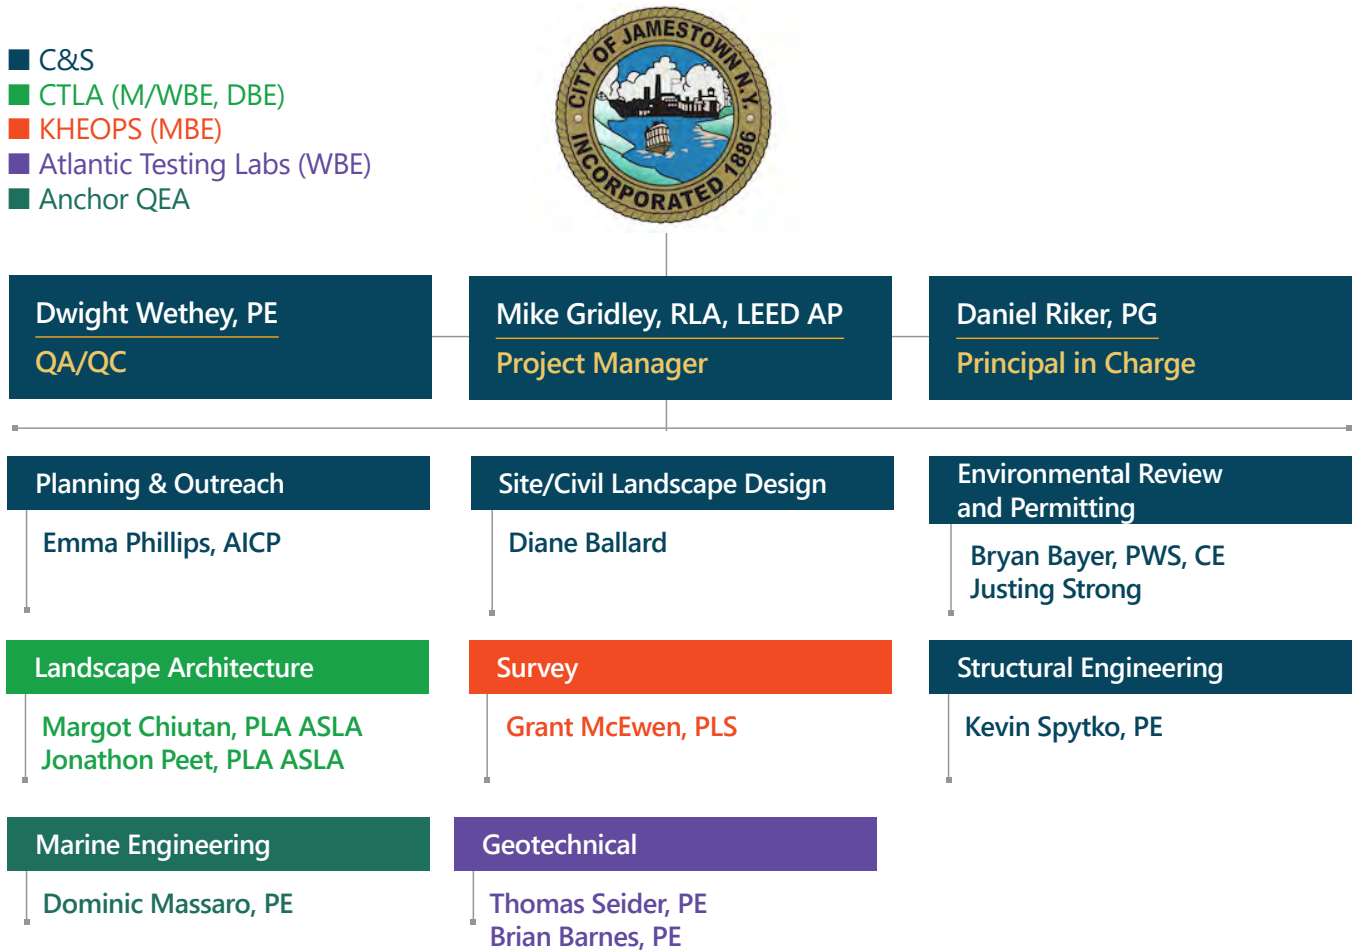 C&S
CTLA (M/WBE, DBE)
KHEOPS (MBE)
Atlantic Testing Labs (WBE)
Anchor QEA
CITY OF JAMESTOWN N.Y.
INCORPORATED 1886
Dwight Wethey, PE
QA/QC
Mike Gridley, RLA, LEED AP
Project Manager
Daniel Riker, PG
Principal in Charge
Planning & Outreach
Emma Phillips, AICP
Site/Civil Landscape Design
Diane Ballard
Environmental Review
and Permitting
Bryan Bayer, PWS, CE
Justing Strong
Landscape Architecture
Margot Chiutan, PLA ASLA
Jonathon Peet, PLA ASLA
Survey
Grant McEwen, PLS
Structural Engineering
Kevin Spytko, PE
Marine Engineering
Dominic Massaro, PE
Geotechnical
Thomas Seider, PE
Brian Barnes, PE